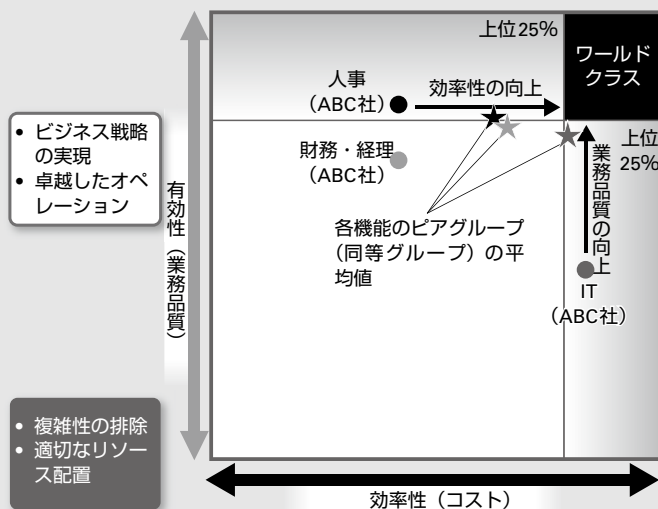 上位25%
ワールド
クラス
人事
（ABC社）
効率性の向上
• ビジネス戦略
の実現
• 卓越したオペ
レーション
財務・経理
（ABC社）
上位
25%
有効性（業務品質）
業務品質の向上
各機能のピアグループ
（同等グループ）の平
均値
IT
（ABC社）
• 複雑性の排除
• 適切なリソー
ス配置
効率性（コスト）